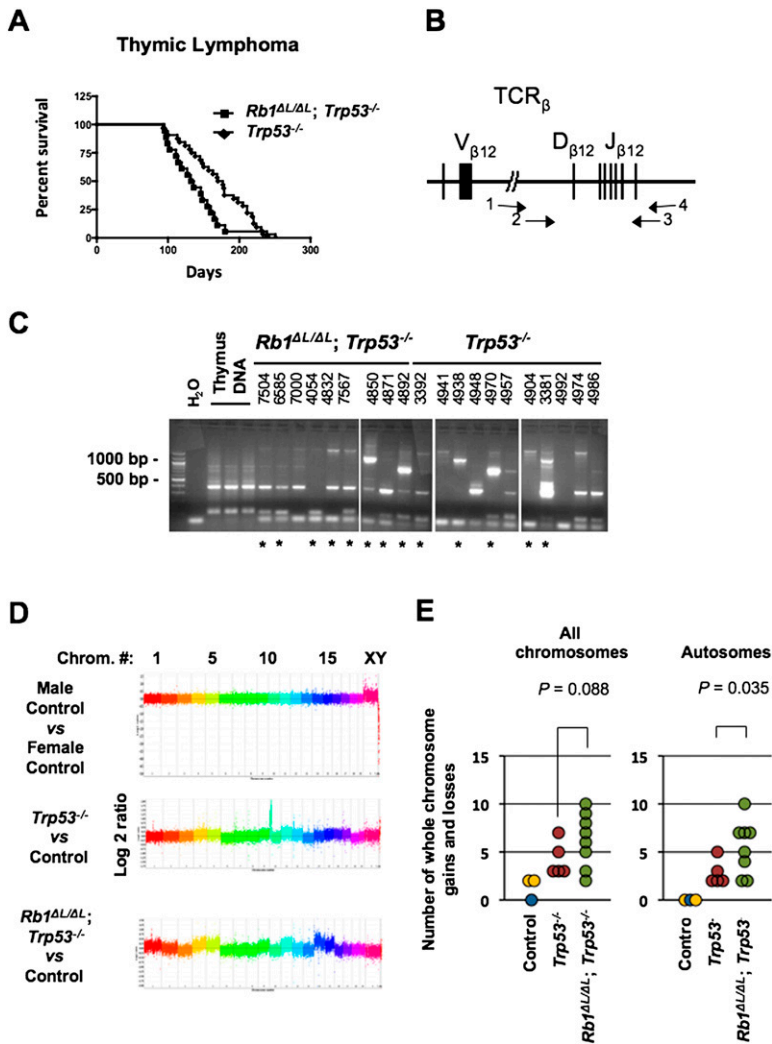 A
Thymic Lymphoma
Percent survival
125
100
75
50
25
0
0
100
200
300
Days
Rb1ΔL/ΔL; Trp53-/-
Trp53-/-
B
TCRβ
Vβ12
Dβ12
Jβ12
1
2
3
4
C
Rb1ΔL/ΔL; Trp53-/-
Trp53-/-
H2O
Thymus
DNA
7504
6585
7000
4054
4832
7567
4850
4871
4892
3392
4941
4938
4948
4970
4957
4904
3381
4992
4974
4986
1000 bp -
500 bp -
* * * * * * * * * * * * *
D
Chrom. #: 1 5 10 15 XY
Male
Control
vs
Female
Control
Trp53-/-
vs
Control
Rb1ΔL/ΔL;
Trp53-/-
vs
Control
Log 2 ratio
E
All
chromosomes
P = 0.088
Autosomes
P = 0.035
Number of whole chromosome
gains and losses
15
10
5
0
Control
Trp53-/-
Rb1ΔL/ΔL; Trp53-/-
15
10
5
0
Contro
Trp53-
Rb1ΔL/ΔL; Trp53